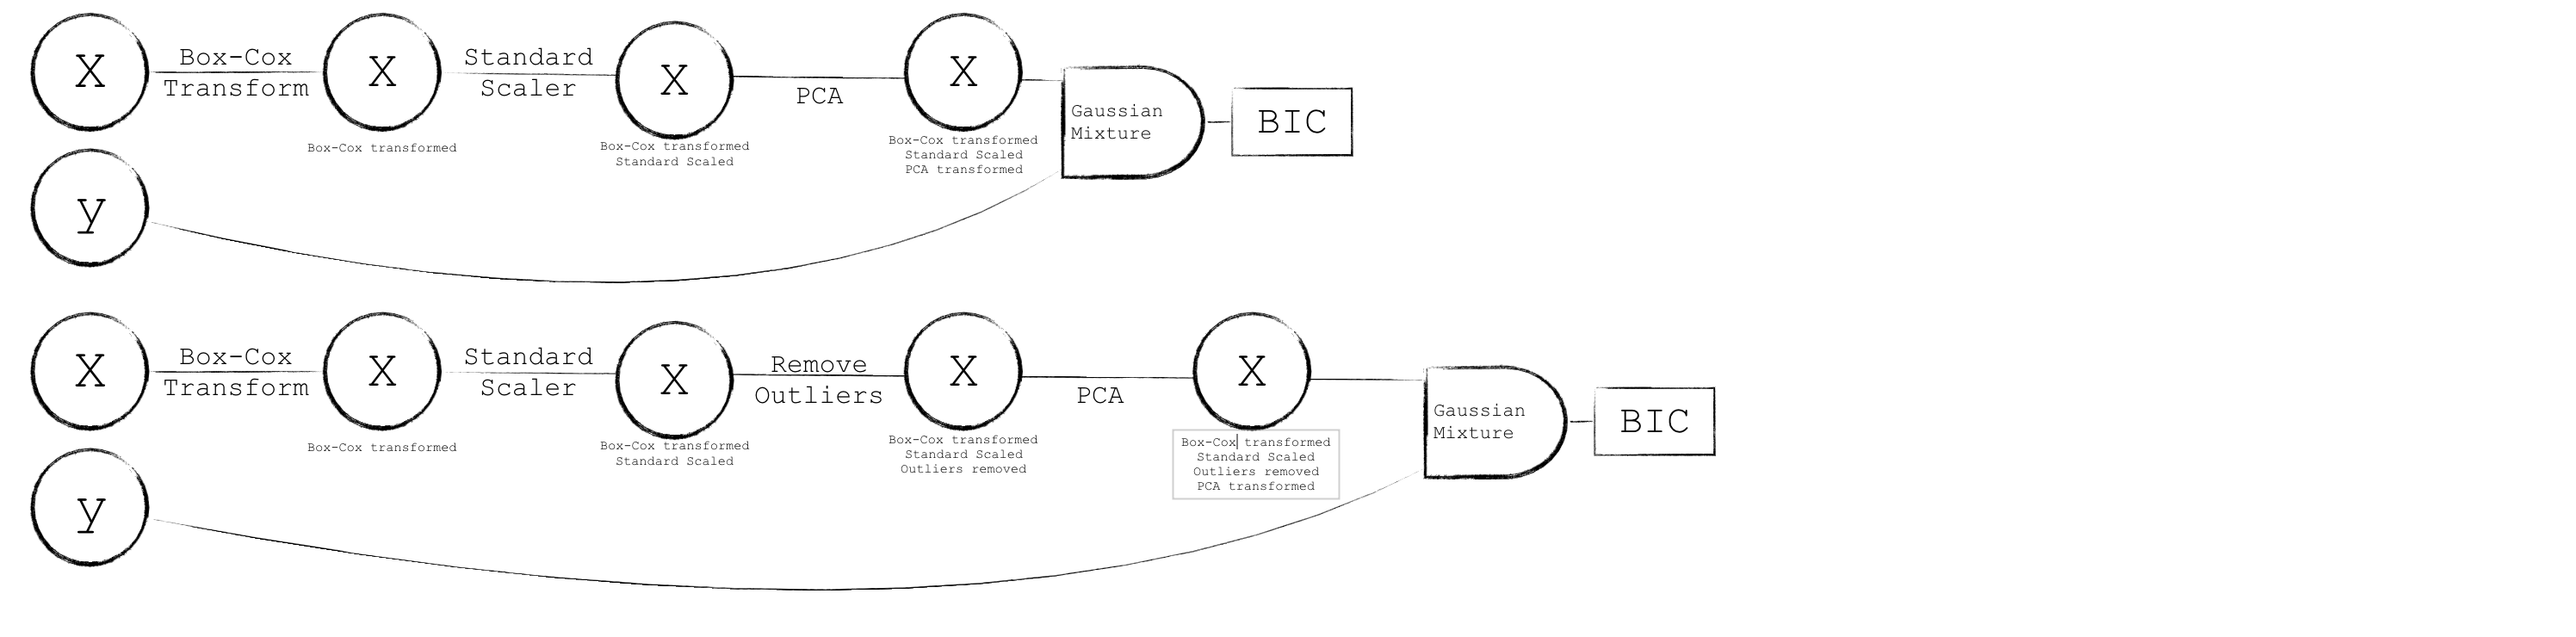 X
Box-Cox
Transform
X
Box-Cox transformed
Standard
Scaler
X
Box-Cox transformed
Standard Scaled
PCA
X
Box-Cox transformed
Standard Scaled
PCA transformed
Gaussian
Mixture
BIC
y
X
Box-Cox
Transform
X
Box-Cox transformed
Standard
Scaler
X
Box-Cox transformed
Standard Scaled
Remove
Outliers
X
Box-Cox transformed
Standard Scaled
Outliers removed
PCA
X
Box-Cox transformed
Standard Scaled
Outliers removed
PCA transformed
Gaussian
Mixture
BIC
y